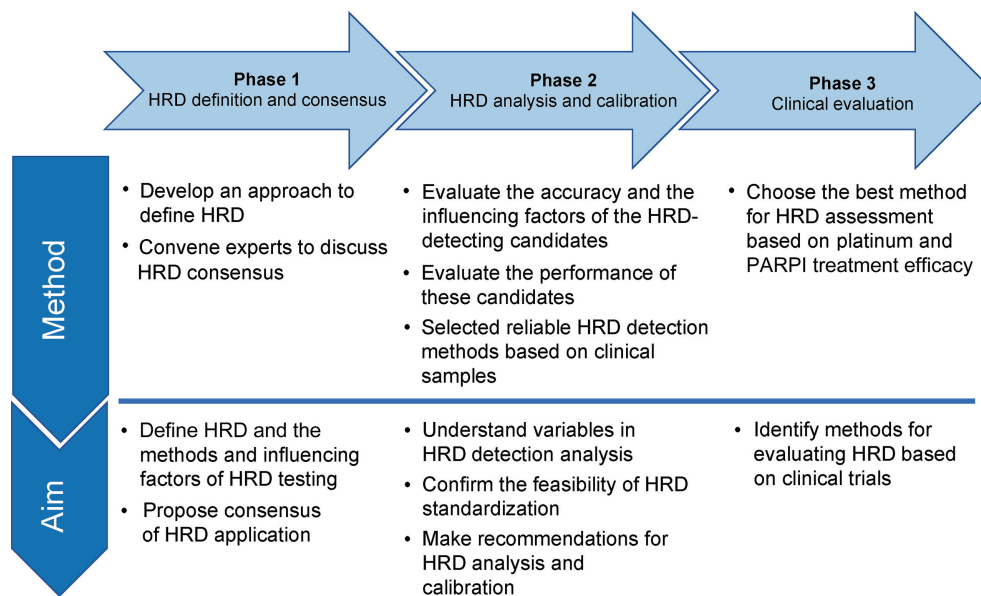 Phase 1
HRD definition and consensus
Phase 2
HRD analysis and calibration
Phase 3
Clinical evaluation
Method
• Develop an approach to
define HRD
• Convene experts to discuss
HRD consensus
• Evaluate the accuracy and the
influencing factors of the HRD-
detecting candidates
• Evaluate the performance of
these candidates
• Selected reliable HRD detection
methods based on clinical
samples
• Choose the best method
for HRD assessment
based on platinum and
PARPI treatment efficacy
Aim
• Define HRD and the
methods and influencing
factors of HRD testing
• Propose consensus
of HRD application
• Understand variables in
HRD detection analysis
• Confirm the feasibility of HRD
standardization
• Make recommendations for
HRD analysis and
calibration
• Identify methods for
evaluating HRD based
on clinical trials